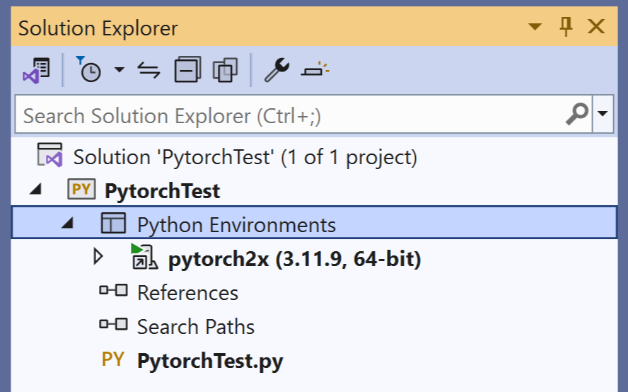 Solution Explorer
Search Solution Explorer (Ctrl+;)
Solution 'PytorchTest' (1 of 1 project)
PY PytorchTest
Python Environments
pytorch2x (3.11.9, 64-bit)
References
Search Paths
PY PytorchTest.py